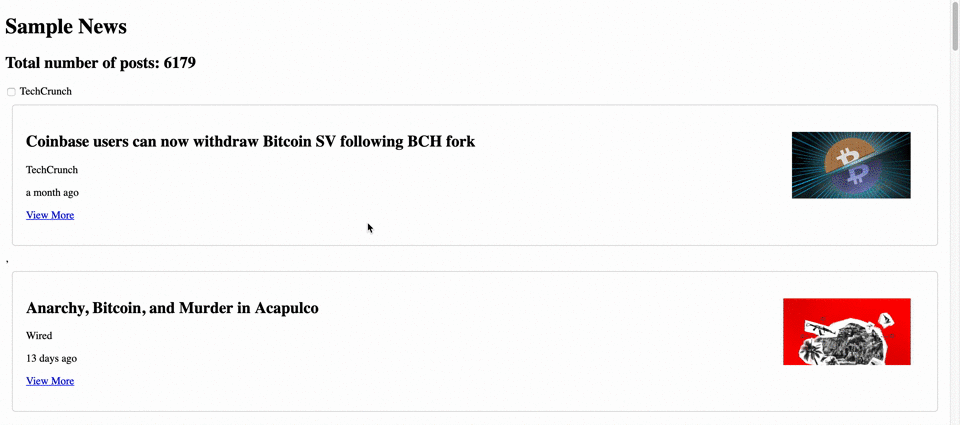 Sample News
Total number of posts: 6179
TechCrunch
Coinbase users can now withdraw Bitcoin SV following BCH fork
TechCrunch
a month ago
View More
,
Anarchy, Bitcoin, and Murder in Acapulco
Wired
13 days ago
View More